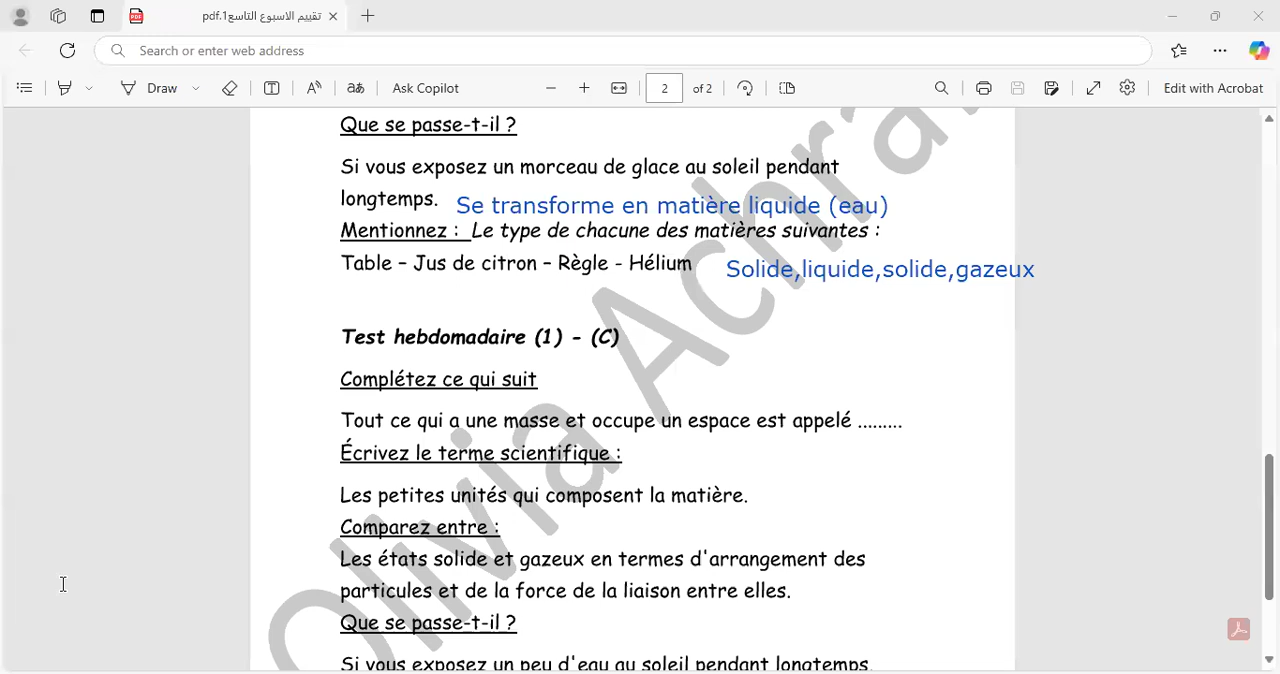 تقييم الاسبوع التاسع1.pdf
Search or enter web address
Draw
Ask Copilot
2 of 2
Edit with Acrobat
Que se passe-t-il ?
Si vous exposez un morceau de glace au soleil pendant
longtemps. Se transforme en matière liquide (eau)
Mentionnez : Le type de chacune des matières suivantes :
Table – Jus de citron – Règle - Hélium Solide,liquide,solide,gazeux
Test hebdomadaire (1) - (C)
Complétez ce qui suit
Tout ce qui a une masse et occupe un espace est appelé .........
Écrivez le terme scientifique :
Les petites unités qui composent la matière.
Comparez entre :
Les états solide et gazeux en termes d'arrangement des
particules et de la force de la liaison entre elles.
Que se passe-t-il ?
Si vous exposez un peu d'eau au soleil pendant longtemps.
Olivia Achra